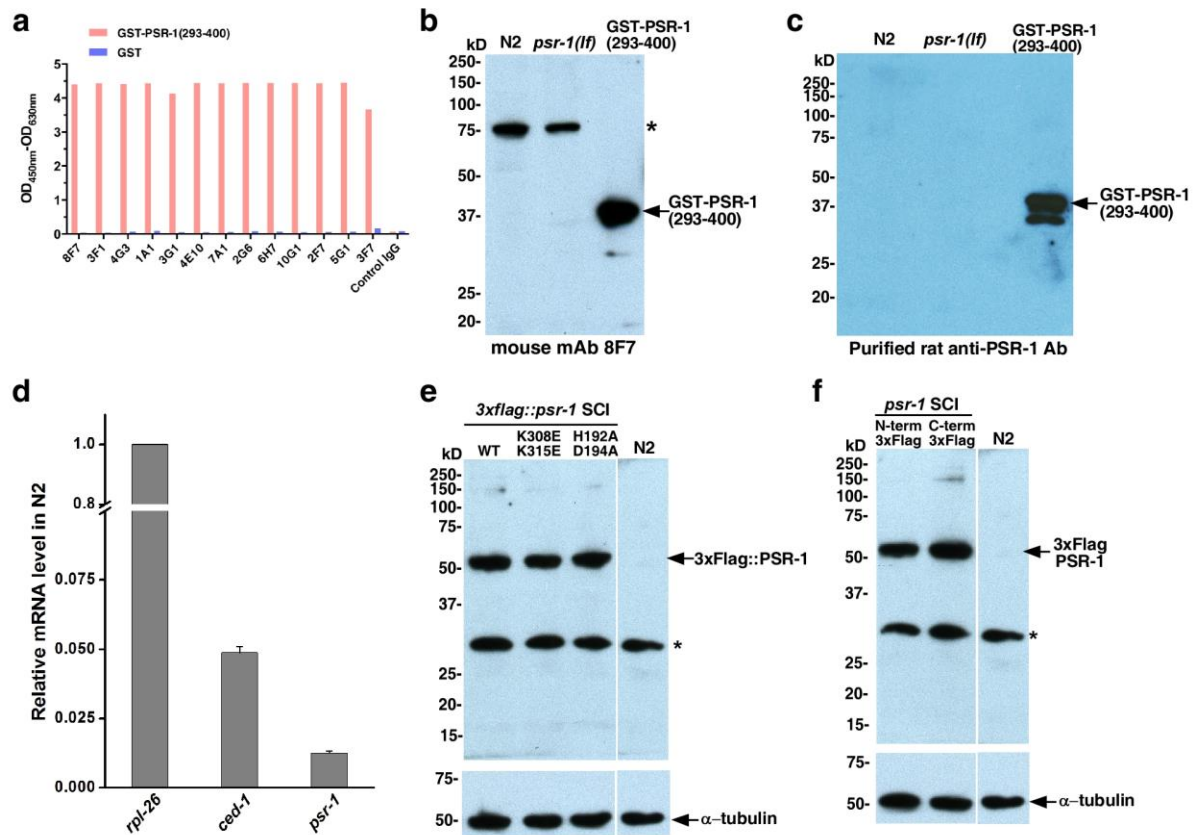 a
GST-PSR-1(293-400)
GST
OD450nm-OD630nm
5
4
3
2
1
0
8F7
3F1
4G3
1A1
3G1
4E10
7A1
2G6
6H7
10G1
2F7
5G1
3F7
Control IgG
b
kD
N2
psr-1(lf)
GST-PSR-1
(293-400)
250-
150-
100-
75-
50-
37-
25-
20-
*
GST-PSR-1
(293-400)
mouse mAb 8F7
c
kD
N2
psr-1(lf)
GST-PSR-1
(293-400)
250-
150-
100-
75-
50-
37-
25-
20-
GST-PSR-1
(293-400)
Purified rat anti-PSR-1 Ab
d
Relative mRNA level in N2
1.0
0.8
0.075
0.050
0.025
0.000
rpl-26
ced-1
psr-1
e
3xflag::psr-1 SCI
kD
WT
K308E
K315E
H192A
D194A
N2
250-
150-
100-
75-
50-
37-
25-
20-
15-
3xFlag::PSR-1
*
75-
50-
α-tubulin
f
psr-1 SCI
kD
N-term
3xFlag
C-term
3xFlag
N2
250-
150-
100-
75-
50-
37-
25-
20-
15-
3xFlag
PSR-1
*
75-
50-
α-tubulin